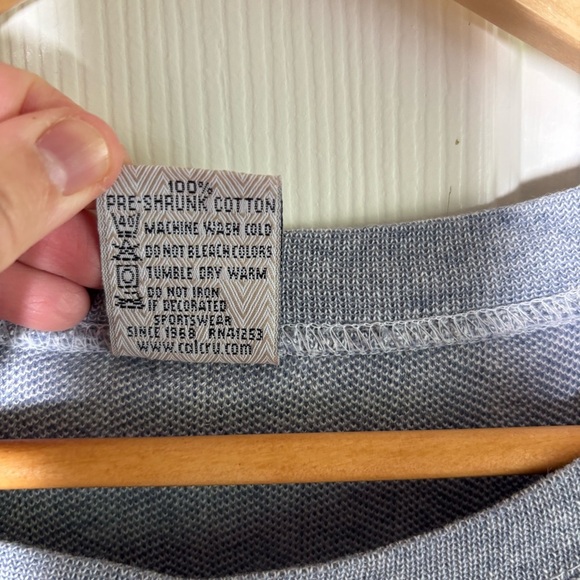 100%
PRE-SHRUNK COTTON
40
MACHINE WASH COLD
DO NOT BLEACH COLORS
TUMBLE DRY WARM
DO NOT IRON
IF DECORATED
SPORTSWEAR
SINCE 1968 / RN41253
www.calcru.com